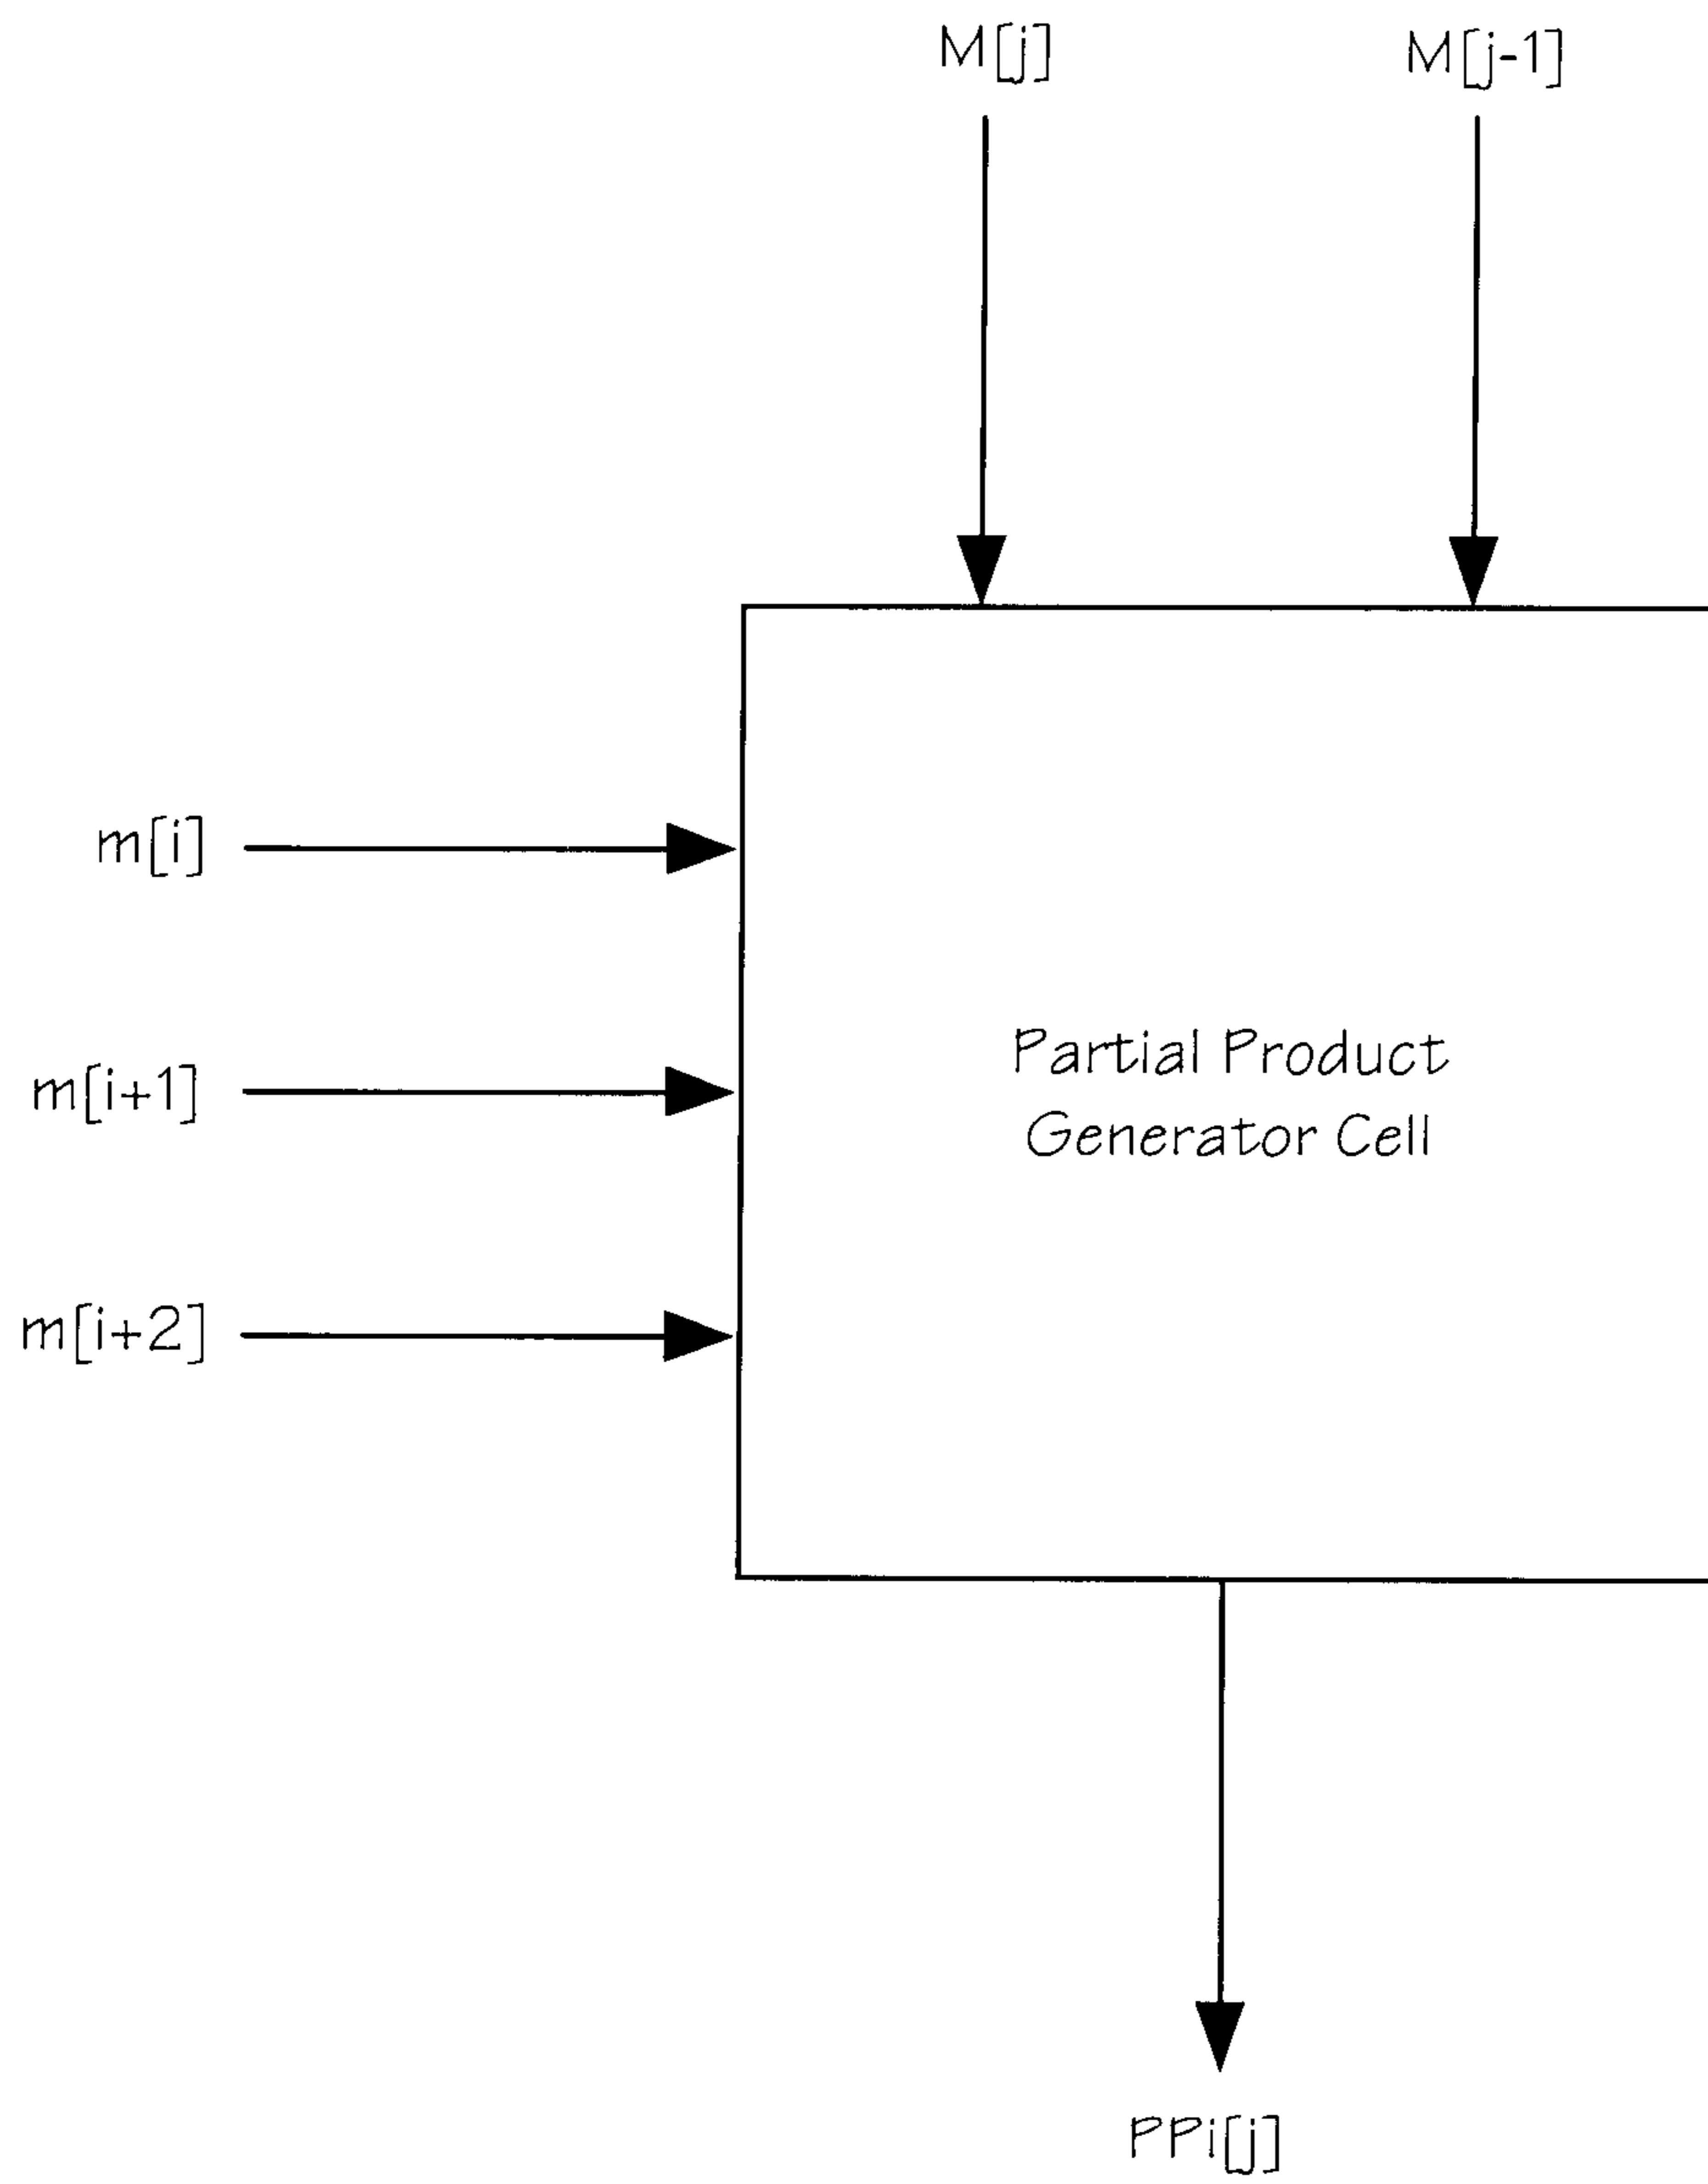 M[j]
M[j-1]
m[i]
m[i+1]
m[i+2]
Partial Product
Generator Cell
PPi[j]